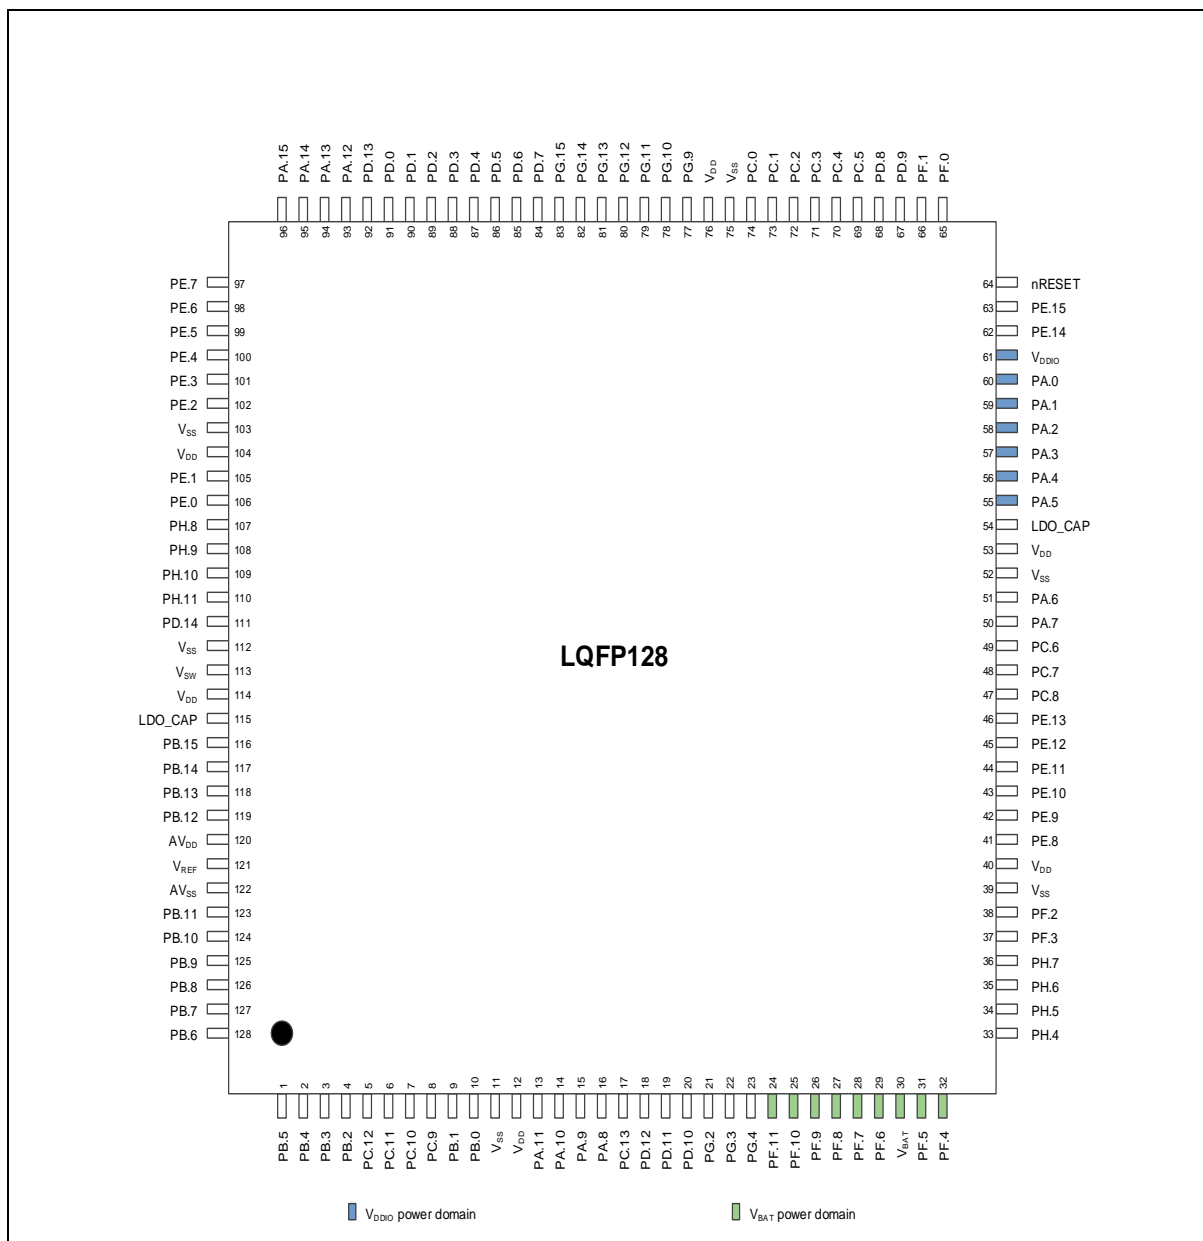 PA.15
PA.14
PA.13
PA.12
PD.13
PD.0
PD.1
PD.2
PD.3
PD.4
PD.5
PD.6
PD.7
PG.15
PG.14
PG.13
PG.12
PG.11
PG.10
PG.9
VDD
VSS
PC.0
PC.1
PC.2
PC.3
PC.4
PC.5
PD.8
PD.9
PF.1
PF.0
96
95
94
93
92
91
90
89
88
87
86
85
84
83
82
81
80
79
78
77
76
75
74
73
72
71
70
69
68
67
66
65
PE.7 97
PE.6 98
PE.5 99
PE.4 100
PE.3 101
PE.2 102
VSS 103
VDD 104
PE.1 105
PE.0 106
PH.8 107
PH.9 108
PH.10 109
PH.11 110
PD.14 111
VSS 112
VSW 113
VDD 114
LDO_CAP 115
PB.15 116
PB.14 117
PB.13 118
PB.12 119
AVDD 120
VREF 121
AVSS 122
PB.11 123
PB.10 124
PB.9 125
PB.8 126
PB.7 127
PB.6 128
LQFP128
64 nRESET
63 PE.15
62 PE.14
61 VDDIO
60 PA.0
59 PA.1
58 PA.2
57 PA.3
56 PA.4
55 PA.5
54 LDO_CAP
53 VDD
52 VSS
51 PA.6
50 PA.7
49 PC.6
48 PC.7
47 PC.8
46 PE.13
45 PE.12
44 PE.11
43 PE.10
42 PE.9
41 PE.8
40 VDD
39 VSS
38 PF.2
37 PF.3
36 PH.7
35 PH.6
34 PH.5
33 PH.4
1
2
3
4
5
6
7
8
9
10
11
12
13
14
15
16
17
18
19
20
21
22
23
24
25
26
27
28
29
30
31
32
PB.5
PB.4
PB.3
PB.2
PC.12
PC.11
PC.10
PC.9
PB.1
PB.0
VSS
VDD
PA.11
PA.10
PA.9
PA.8
PC.13
PD.12
PD.11
PD.10
PG.2
PG.3
PG.4
PF.11
PF.10
PF.9
PF.8
PF.7
PF.6
VBAT
PF.5
PF.4
VDDIO power domain
VBAT power domain